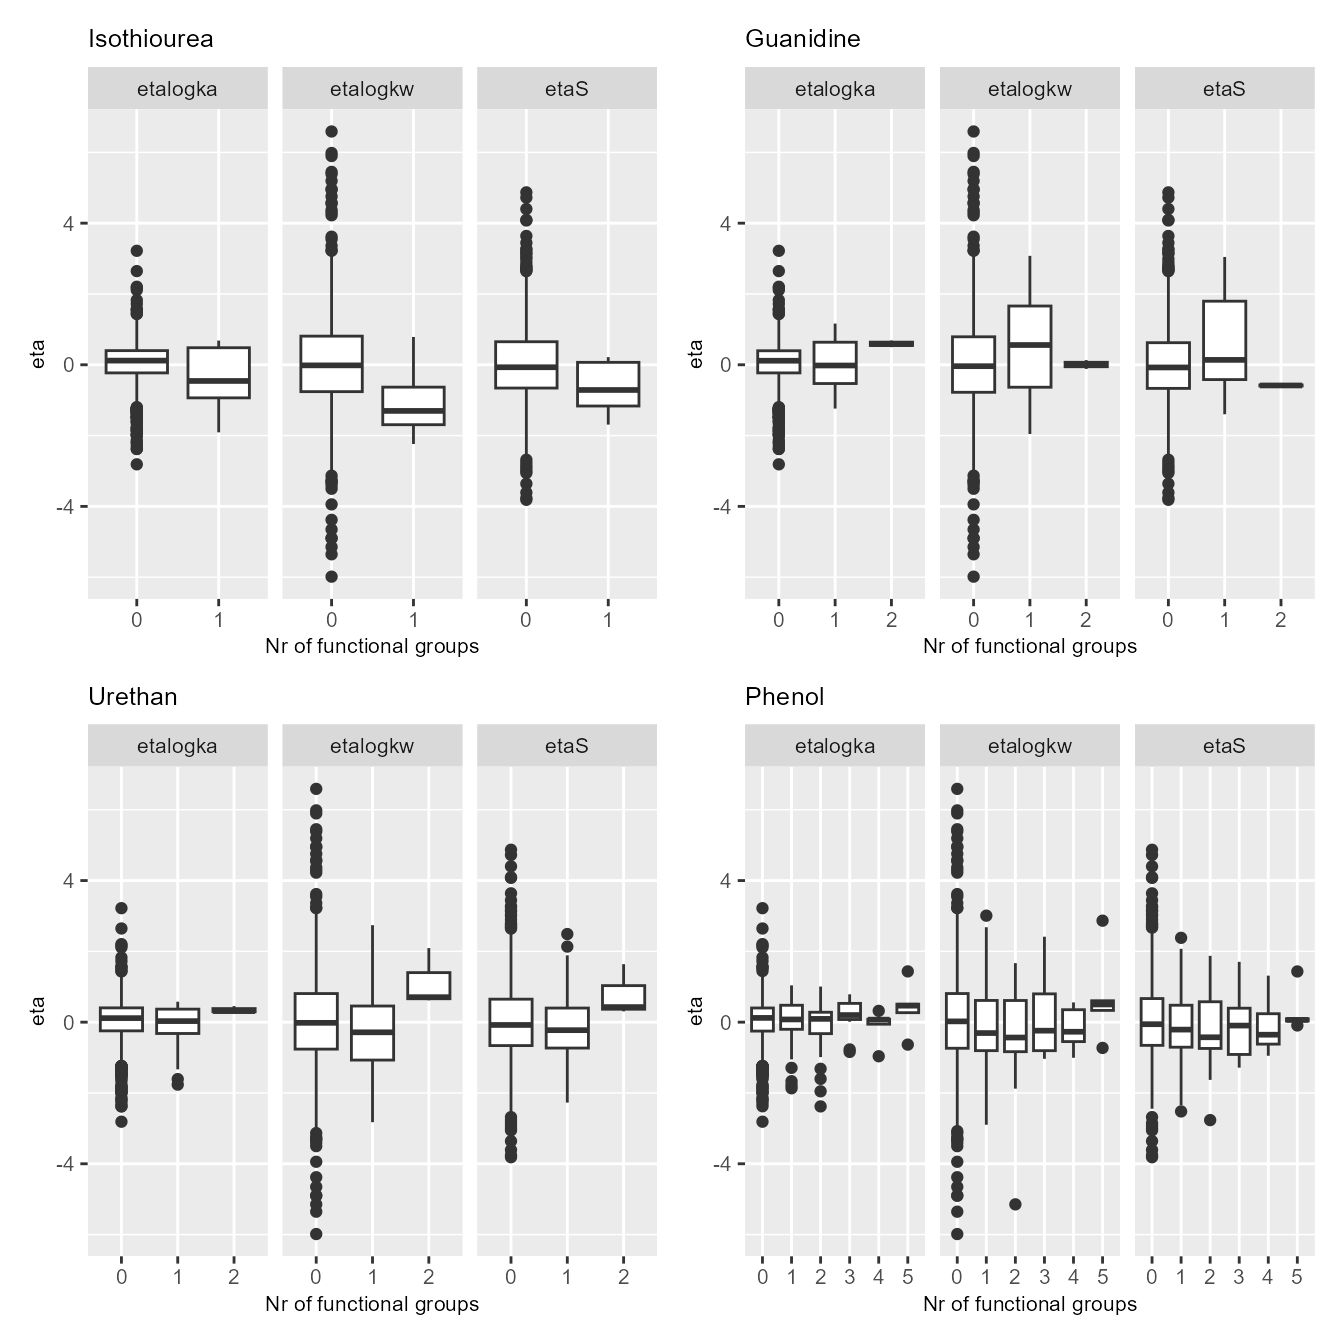 Isothiourea
etalogka etalogkw etaS
eta
4
0
-4
0 1 0 1 0 1
Nr of functional groups
Guanidine
etalogka etalogkw etaS
eta
4
0
-4
0 1 2 0 1 2 0 1 2
Nr of functional groups
Urethan
etalogka etalogkw etaS
eta
4
0
-4
0 1 2 0 1 2 0 1 2
Nr of functional groups
Phenol
etalogka etalogkw etaS
eta
4
0
-4
0 1 2 3 4 5 0 1 2 3 4 5 0 1 2 3 4 5
Nr of functional groups